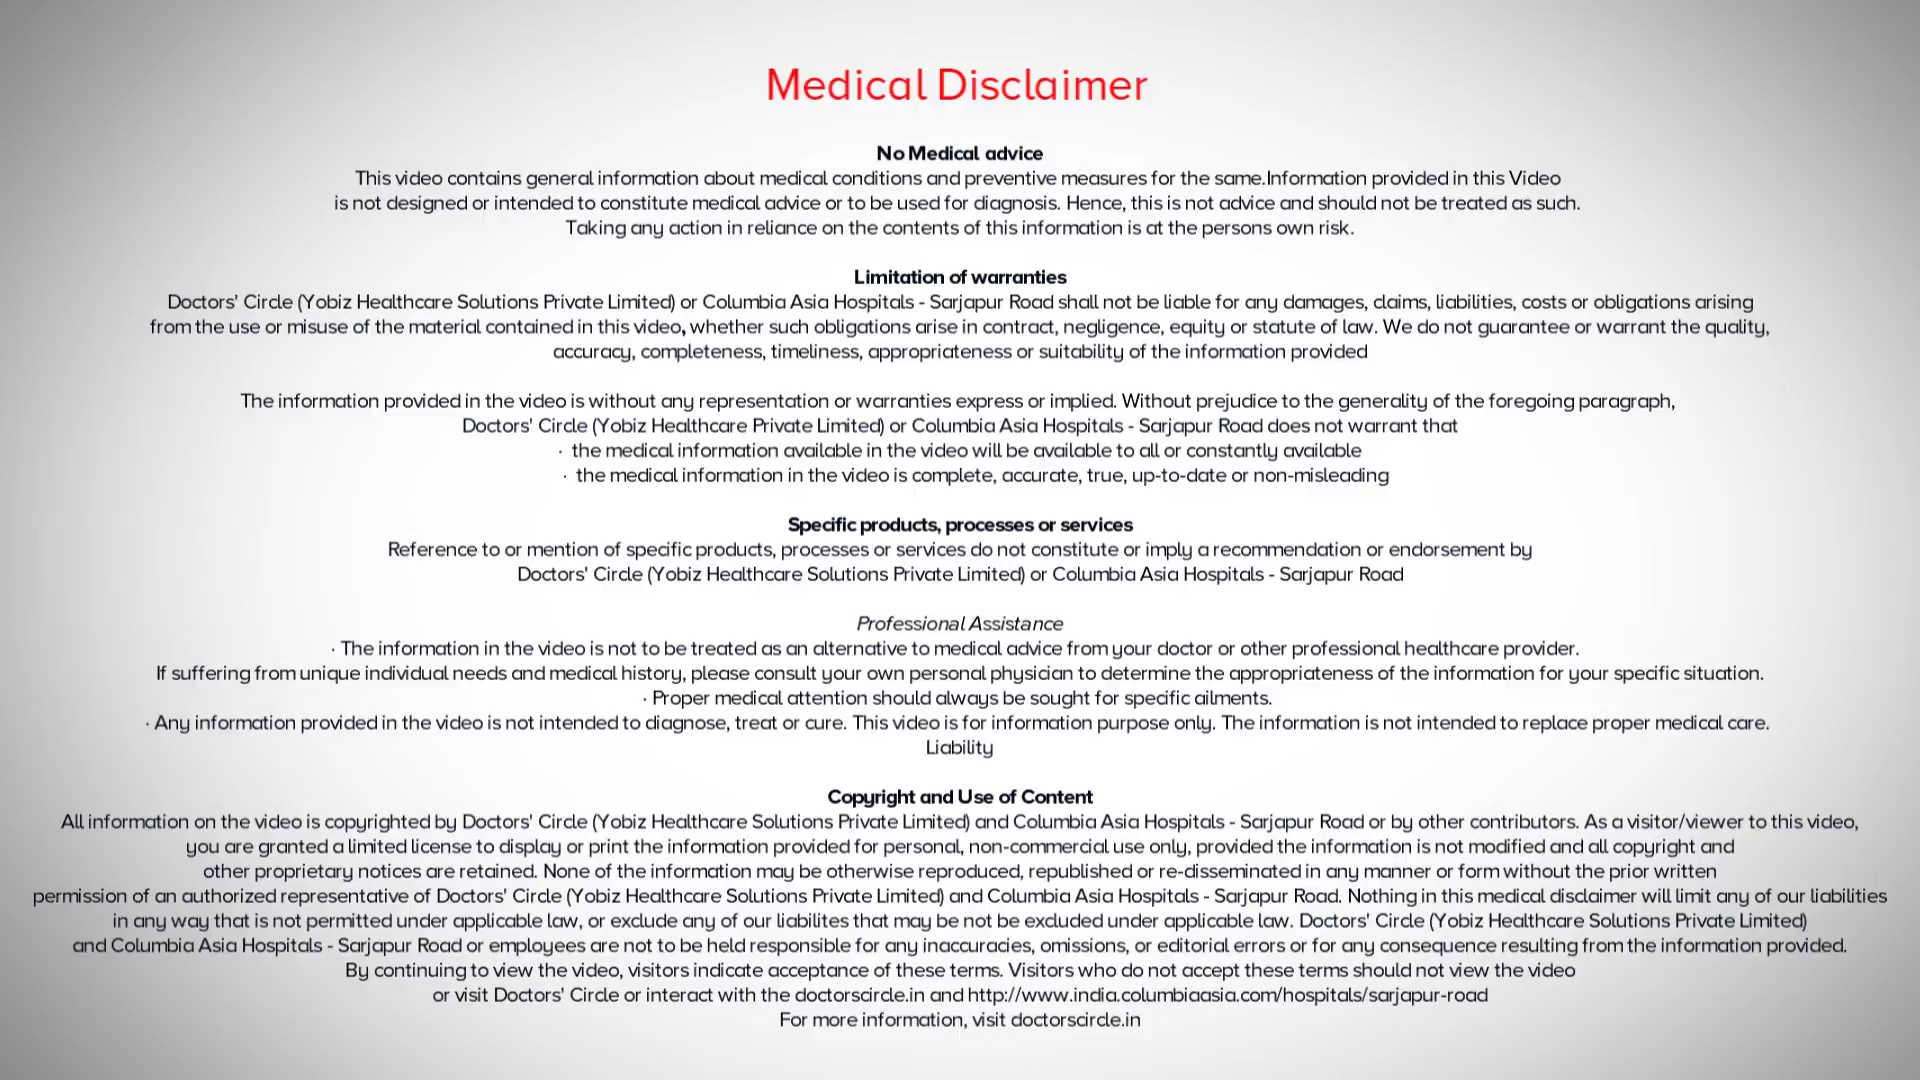 Medical Disclaimer
No Medical advice
This video contains general information about medical conditions and preventive measures for the same.Information provided in this Video
is not designed or intended to constitute medical advice or to be used for diagnosis. Hence, this is not advice and should not be treated as such.
Taking any action in reliance on the contents of this information is at the persons own risk.
Limitation of warranties
Doctors' Circle (Yobiz Healthcare Solutions Private Limited) or Columbia Asia Hospitals - Sarjapur Road shall not be liable for any damages, claims, liabilities, costs or obligations arising
from the use or misuse of the material contained in this video, whether such obligations arise in contract, negligence, equity or statute of law. We do not guarantee or warrant the quality,
accuracy, completeness, timeliness, appropriateness or suitability of the information provided
The information provided in the video is without any representation or warranties express or implied. Without prejudice to the generality of the foregoing paragraph,
Doctors' Circle (Yobiz Healthcare Private Limited) or Columbia Asia Hospitals - Sarjapur Road does not warrant that
· the medical information available in the video will be available to all or constantly available
· the medical information in the video is complete, accurate, true, up-to-date or non-misleading
Specific products, processes or services
Reference to or mention of specific products, processes or services do not constitute or imply a recommendation or endorsement by
Doctors' Circle (Yobiz Healthcare Solutions Private Limited) or Columbia Asia Hospitals - Sarjapur Road
Professional Assistance
· The information in the video is not to be treated as an alternative to medical advice from your doctor or other professional healthcare provider.
If suffering from unique individual needs and medical history, please consult your own personal physician to determine the appropriateness of the information for your specific situation.
· Proper medical attention should always be sought for specific ailments.
· Any information provided in the video is not intended to diagnose, treat or cure. This video is for information purpose only. The information is not intended to replace proper medical care.
Liability
Copyright and Use of Content
All information on the video is copyrighted by Doctors' Circle (Yobiz Healthcare Solutions Private Limited) and Columbia Asia Hospitals - Sarjapur Road or by other contributors. As a visitor/viewer to this video,
you are granted a limited license to display or print the information provided for personal, non-commercial use only, provided the information is not modified and all copyright and
other proprietary notices are retained. None of the information may be otherwise reproduced, republished or re-disseminated in any manner or form without the prior written
permission of an authorized representative of Doctors' Circle (Yobiz Healthcare Solutions Private Limited) and Columbia Asia Hospitals - Sarjapur Road. Nothing in this medical disclaimer will limit any of our liabilities
in any way that is not permitted under applicable law, or exclude any of our liabilites that may be not be excluded under applicable law. Doctors' Circle (Yobiz Healthcare Solutions Private Limited)
and Columbia Asia Hospitals - Sarjapur Road or employees are not to be held responsible for any inaccuracies, omissions, or editorial errors or for any consequence resulting from the information provided.
By continuing to view the video, visitors indicate acceptance of these terms. Visitors who do not accept these terms should not view the video
or visit Doctors' Circle or interact with the doctorscircle.in and http://www.india.columbiaasia.com/hospitals/sarjapur-road
For more information, visit doctorscircle.in